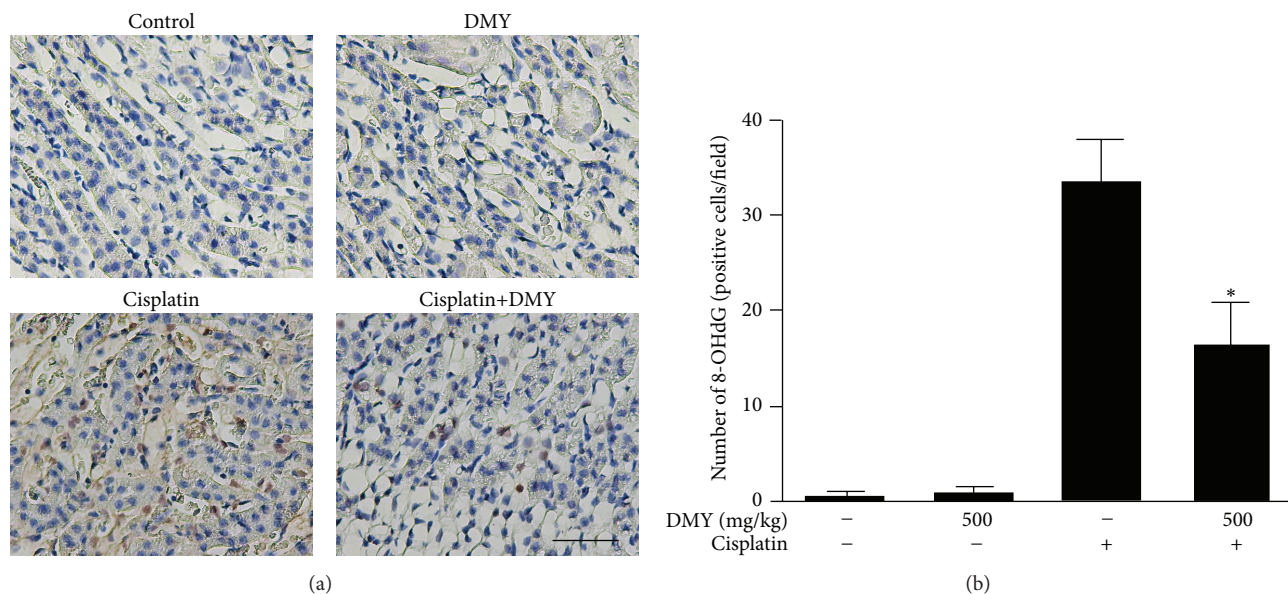 Control
DMY
Cisplatin
Cisplatin+DMY
(a)
Number of 8-OHdG (positive cells/field)
40
30
20
10
0
*
DMY (mg/kg) − 500 − 500
Cisplatin − − + +
(b)